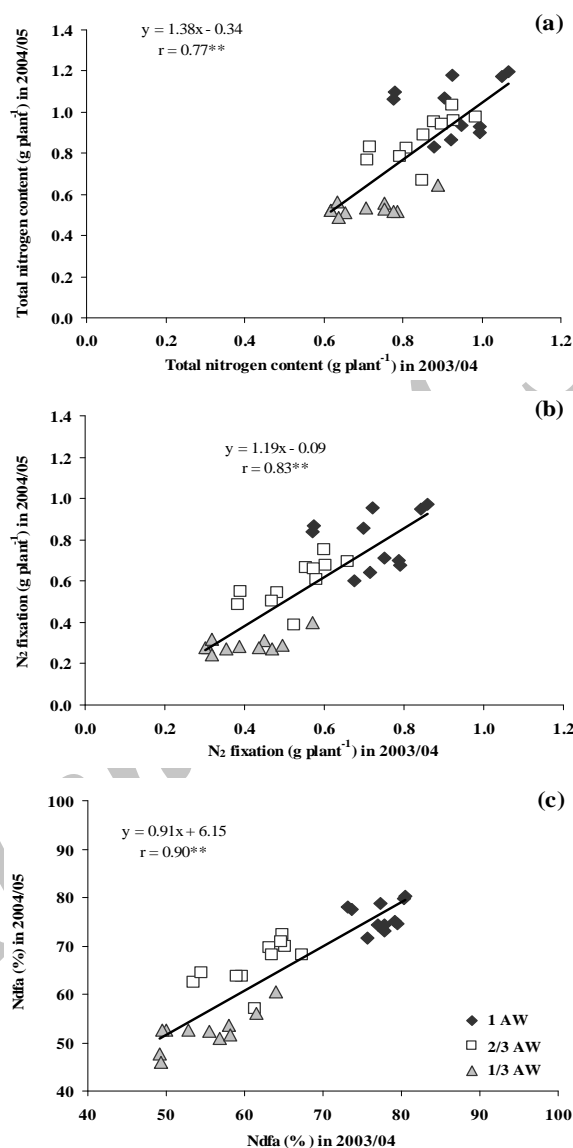 (a)
y = 1.38x - 0.34
r = 0.77**
Total nitrogen content (g plant⁻¹) in 2004/05
1.4
1.2
1.0
0.8
0.6
0.4
0.2
0.0
0.0 0.2 0.4 0.6 0.8 1.0 1.2
Total nitrogen content (g plant⁻¹) in 2003/04
(b)
y = 1.19x - 0.09
r = 0.83**
N₂ fixation (g plant⁻¹) in 2004/05
1.4
1.2
1.0
0.8
0.6
0.4
0.2
0.0
0.0 0.2 0.4 0.6 0.8 1.0 1.2
N₂ fixation (g plant⁻¹) in 2003/04
(c)
y = 0.91x + 6.15
r = 0.90**
Ndfa (%) in 2004/05
100
90
80
70
60
50
40
1 AW
2/3 AW
1/3 AW
40 50 60 70 80 90 100
Ndfa (%) in 2003/04